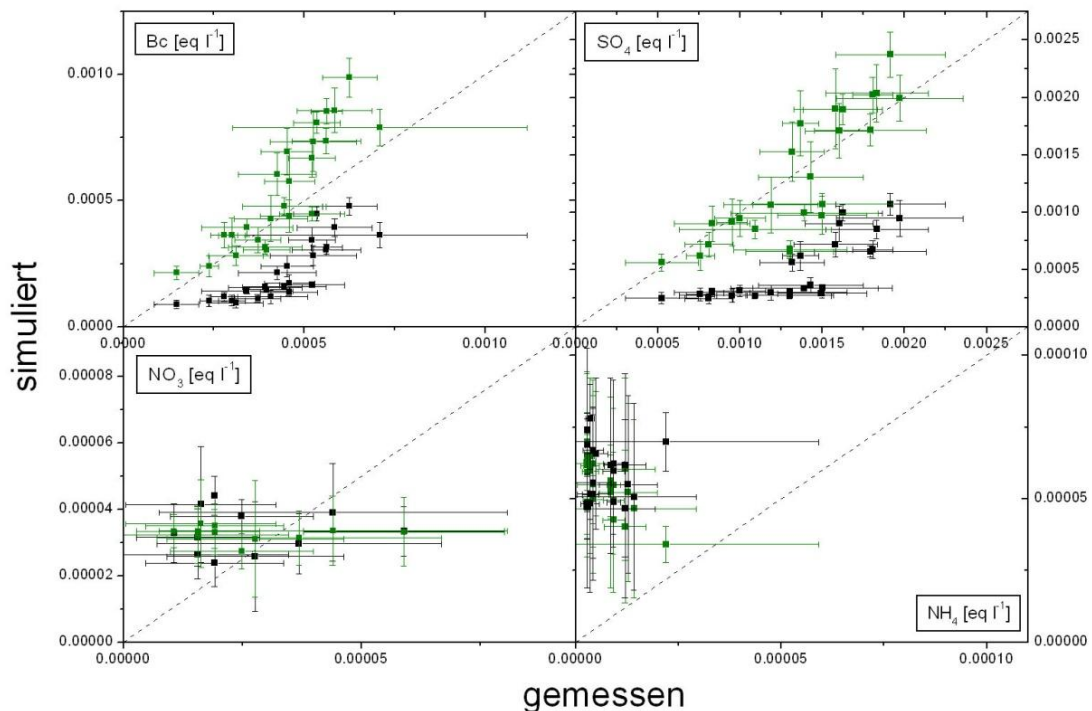 Bc [eq l⁻¹]
SO₄ [eq l⁻¹]
0.0010
0.0005
0.0000
0.0025
0.0020
0.0015
0.0010
0.0005
0.0000
0.0000 0.0005 0.0010
0.0005 0.0010 0.0015 0.0020 0.0025
simuliert
NO₃ [eq l⁻¹]
NH₄ [eq l⁻¹]
0.00008
0.00006
0.00004
0.00002
0.00000
0.00010
0.00005
0.00000
0.00000 0.00005
0.00000 0.00005 0.00010
gemessen